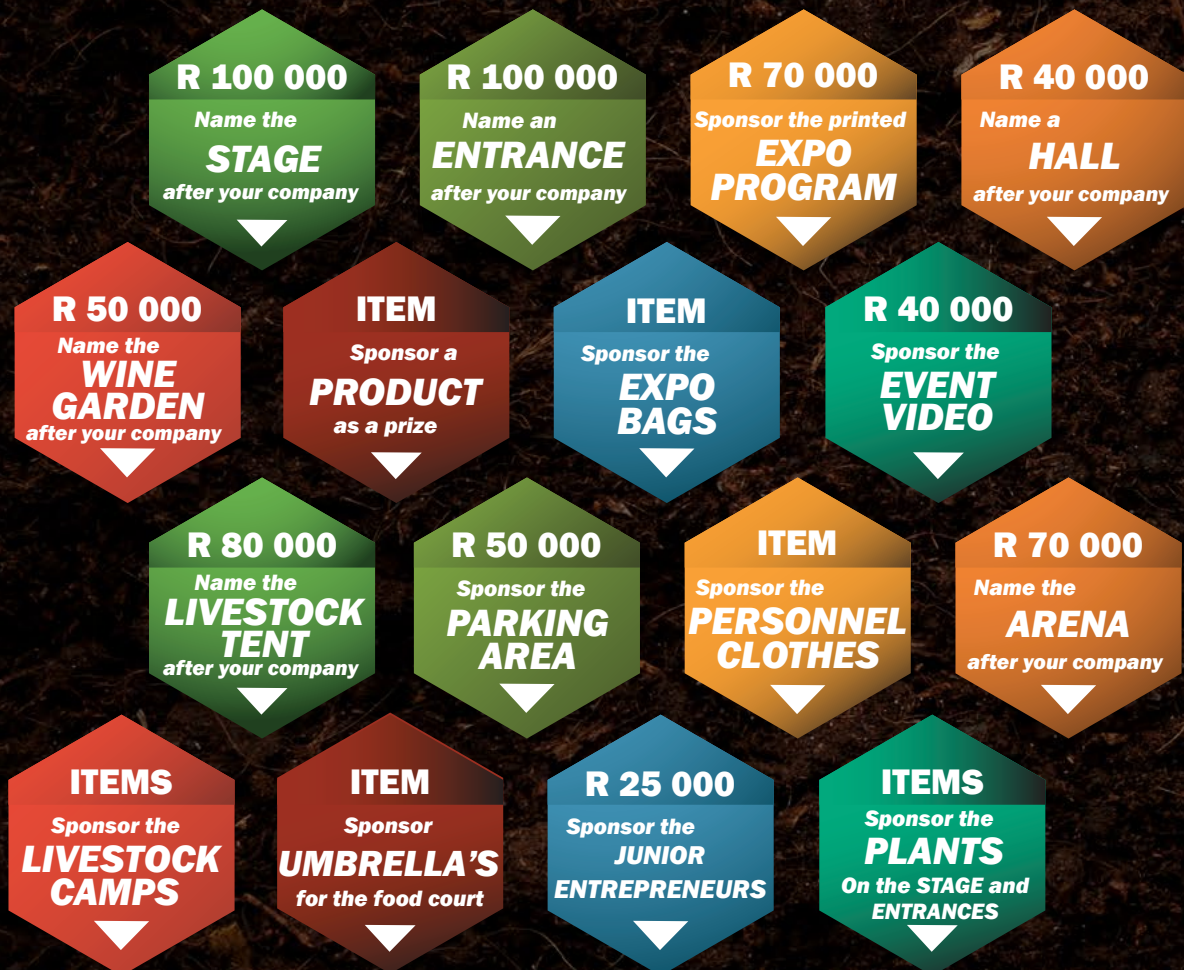 R 100 000
Name the
STAGE
after your company
R 100 000
Name an
ENTRANCE
after your company
R 70 000
Sponsor the printed
EXPO
PROGRAM
R 40 000
Name a
HALL
after your company
R 50 000
Name the
WINE
GARDEN
after your company
ITEM
Sponsor a
PRODUCT
as a prize
ITEM
Sponsor the
EXPO
BAGS
R 40 000
Sponsor the
EVENT
VIDEO
R 80 000
Name the
LIVESTOCK
TENT
after your company
R 50 000
Sponsor the
PARKING
AREA
ITEM
Sponsor the
PERSONNEL
CLOTHES
R 70 000
Name the
ARENA
after your company
ITEMS
Sponsor the
LIVESTOCK
CAMPS
ITEM
Sponsor
UMBRELLA'S
for the food court
R 25 000
Sponsor the
JUNIOR
ENTREPRENEURS
ITEMS
Sponsor the
PLANTS
On the STAGE and
ENTRANCES